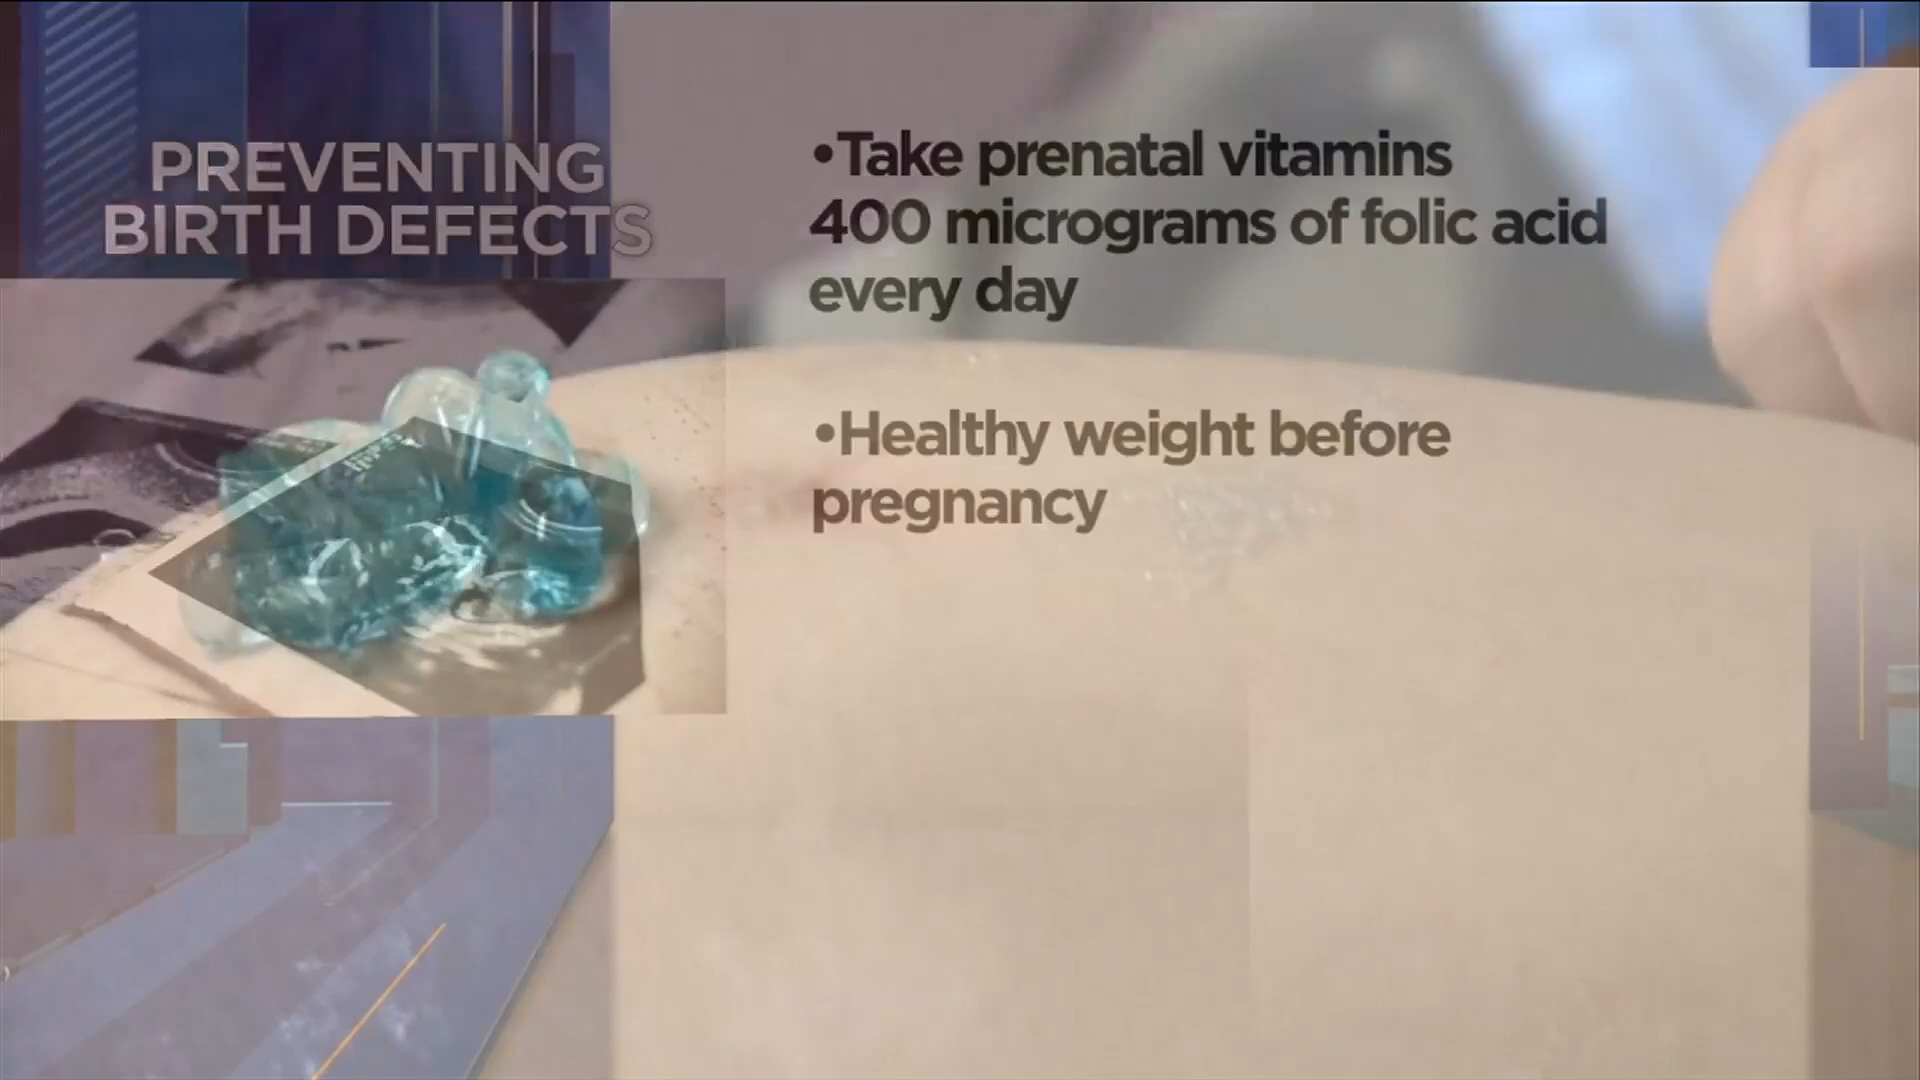 PREVENTING
BIRTH DEFECTS
•Take prenatal vitamins
400 micrograms of folic acid
every day
•Healthy weight before
pregnancy